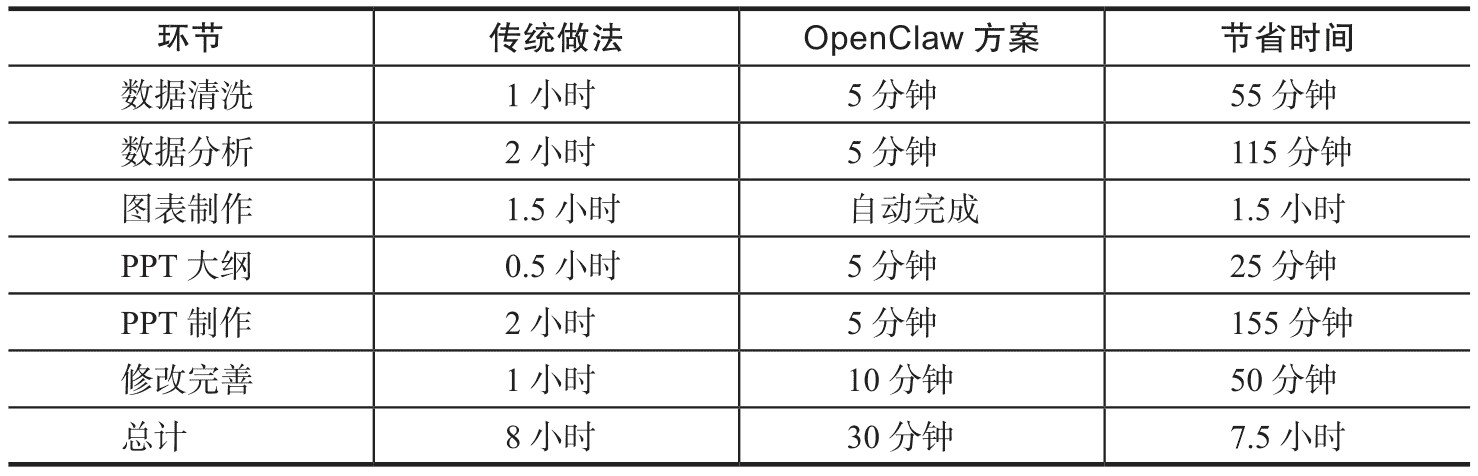 环节 传统做法 OpenClaw 方案 节省时间
数据清洗 1 小时 5 分钟 55 分钟
数据分析 2 小时 5 分钟 115 分钟
图表制作 1.5 小时 自动完成 1.5 小时
PPT 大纲 0.5 小时 5 分钟 25 分钟
PPT 制作 2 小时 5 分钟 155 分钟
修改完善 1 小时 10 分钟 50 分钟
总计 8 小时 30 分钟 7.5 小时